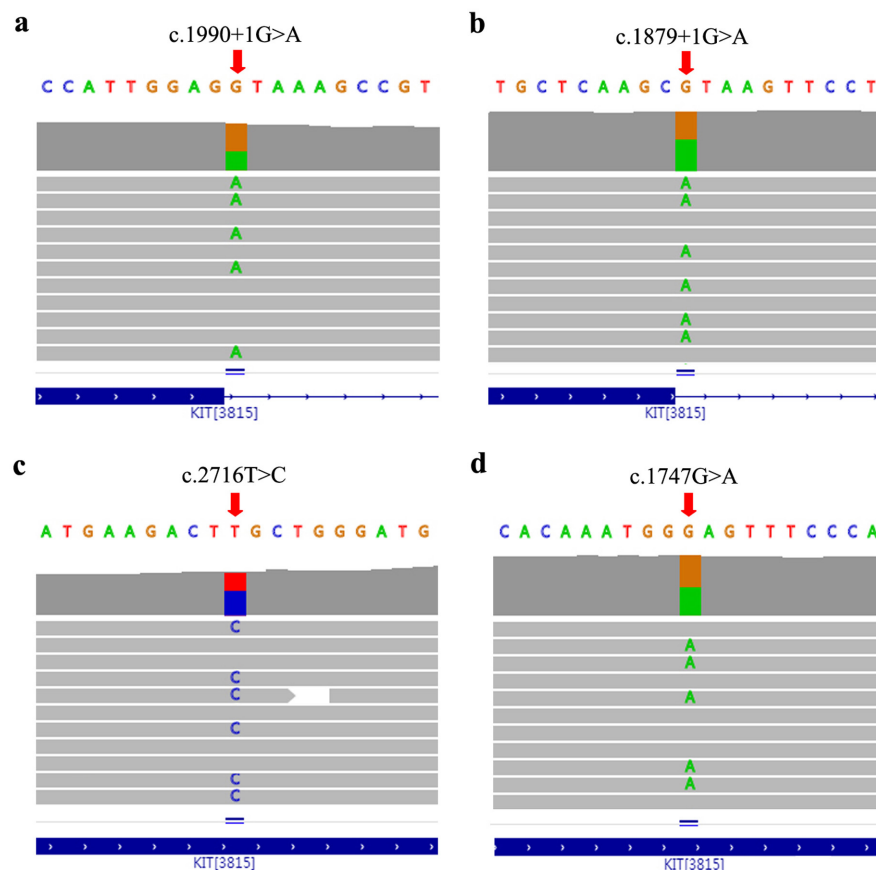 a
c.1990+1G>A
C C A T T G G A G G T A A A G C C G T
A
A
A
A
A
KIT[3815]
b
c.1879+1G>A
T G C T C A A G C G T A A G T T C C T
A
A
A
A
A
A
KIT[3815]
c
c.2716T>C
A T G A A G A C T T G C T G G G A T G
C
C
C
C
C
C
KIT[3815]
d
c.1747G>A
C A C A A A T G G G A G T T T C C C A
A
A
A
A
A
KIT[3815]